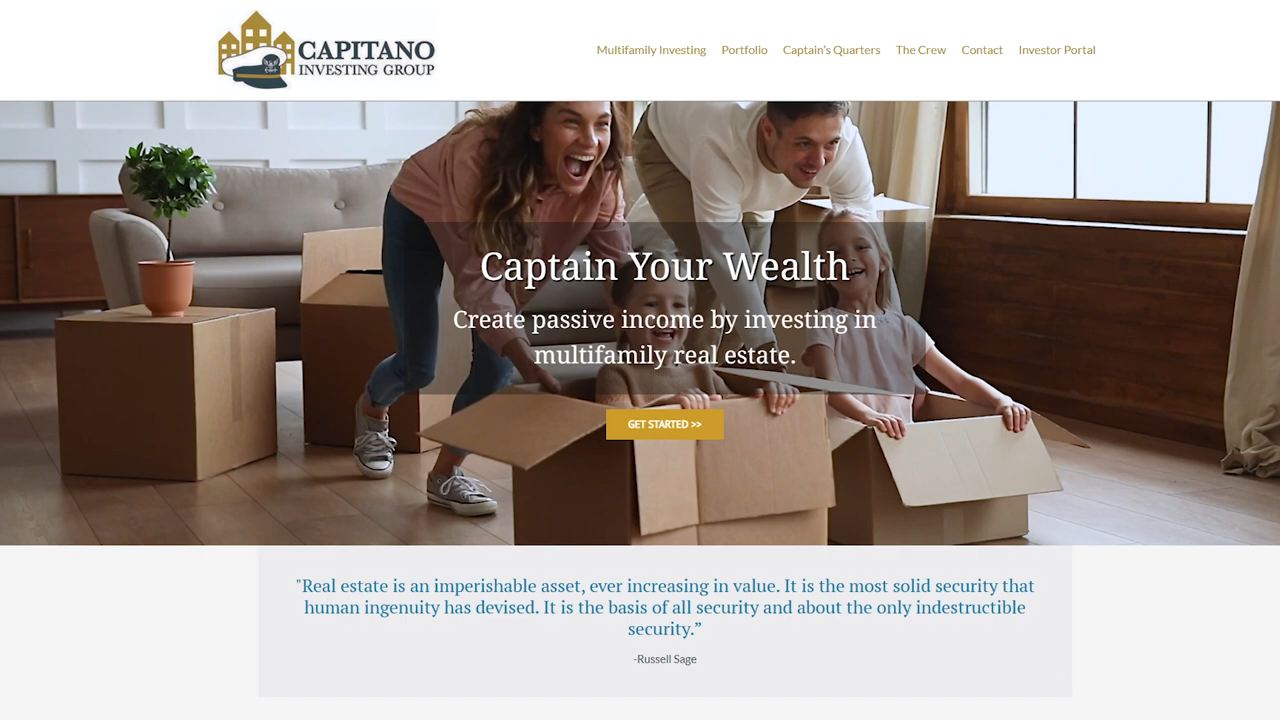 CAPITANO
INVESTING GROUP
Multifamily Investing Portfolio Captain's Quarters The Crew Contact Investor Portal
Captain Your Wealth
Create passive income by investing in
multifamily real estate.
GET STARTED >>
"Real estate is an imperishable asset, ever increasing in value. It is the most solid security that
human ingenuity has devised. It is the basis of all security and about the only indestructible
security.”
-Russell Sage